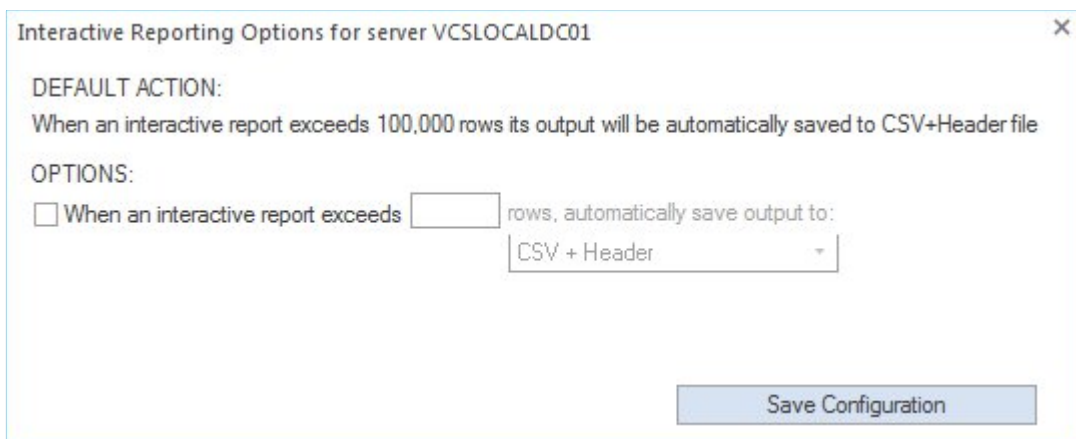 Interactive Reporting Options for server VCSLOCALDC01
DEFAULT ACTION:
When an interactive report exceeds 100,000 rows its output will be automatically saved to CSV+Header file
OPTIONS:
When an interactive report exceeds rows, automatically save output to:
CSV + Header
Save Configuration